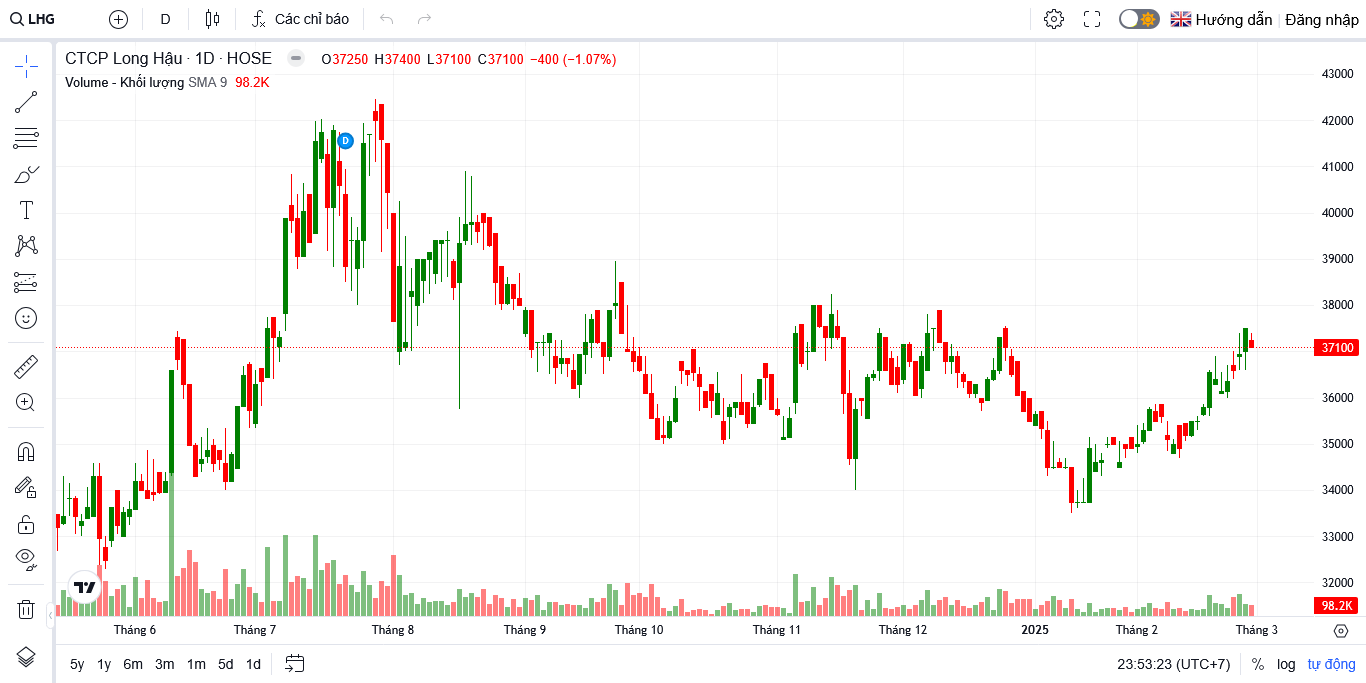 LHG D Các chỉ báo Hướng dẫn Đăng nhập
CTCP Long Hậu · 1D · HOSE O37250 H37400 L37100 C37100 −400 (−1.07%)
Volume - Khối lượng SMA 9 98.2K
D
43000
42000
41000
40000
39000
38000
37100
36000
35000
34000
33000
32000
98.2K
Tháng 6 Tháng 7 Tháng 8 Tháng 9 Tháng 10 Tháng 11 Tháng 12 2025 Tháng 2 Tháng 3
5y 1y 6m 3m 1m 5d 1d 23:53:23 (UTC+7) % log tự động